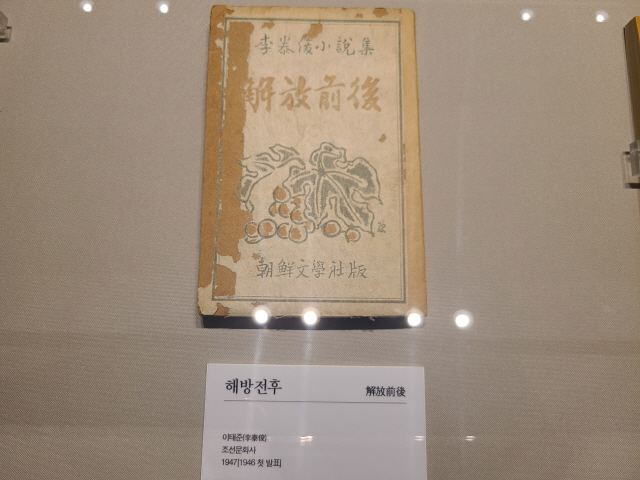 李泰俊小說集
解放前後
朝鮮文學社版
해방전후 解放前後
이태준(李泰俊)
조선문화사
1947[1946 첫 발표]